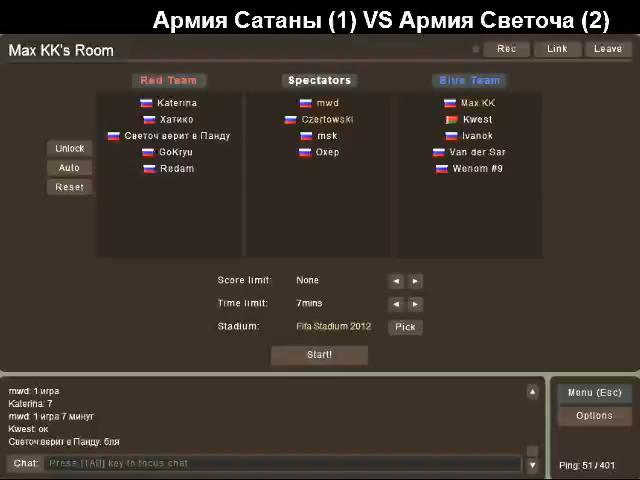 Армия Сатаны (1) VS Армия Светоча (2)
Max KK's Room
Rec Link Leave
Red Team Spectators Blue Team
Katerina mwd Max KK
Хатико Czertowski Kwest
Светоч верит в Панду msk Ivanok
GoKryu Охер Van der Sar
Redam Wenom #9
Unlock
Auto
Reset
Score limit: None
Time limit: 7mins
Stadium: Fifa Stadium 2012 Pick
Start!
mwd: 1 игра
Katerina: 7
mwd: 1 игра 7 минут
Kwest: ок
Светоч верит в Панду: бля
Chat: Press [TAB] key to focus chat
Menu (Esc)
Options
Ping: 51 / 401